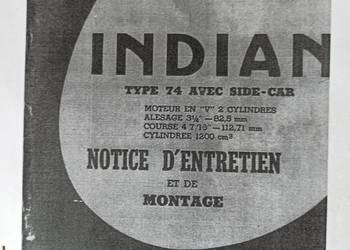 INDIAN
TYPE 74 AVEC SIDE-CAR
MOTEUR EN "V" 2 CYLINDRES
ALESAGE 3¼" — 82,5 mm
COURSE 4 7/16" — 112,71 mm
CYLINDREE 1200 cm³
NOTICE D'ENTRETIEN
ET DE
MONTAGE